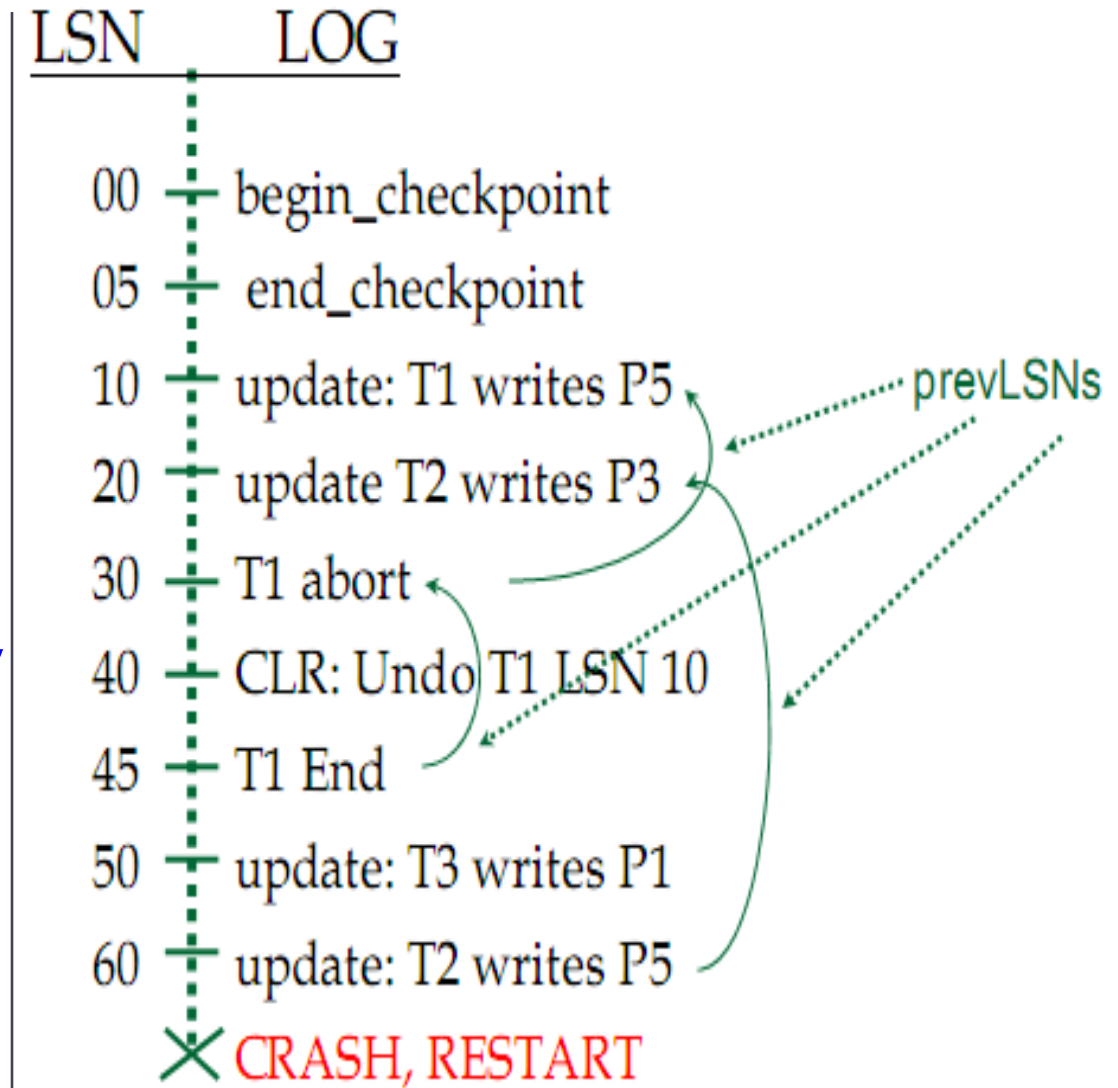 LSN LOG
00 begin_checkpoint
05 end_checkpoint
10 update: T1 writes P5
prevLSNs
20 update T2 writes P3
30 T1 abort
40 CLR: Undo T1 LSN 10
45 T1 End
50 update: T3 writes P1
60 update: T2 writes P5
CRASH, RESTART